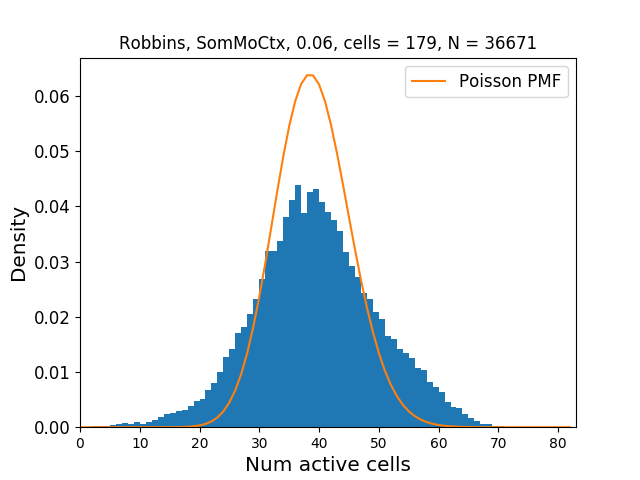 Robbins, SomMoCtx, 0.06, cells = 179, N = 36671
Poisson PMF
0.06
0.05
0.04
0.03
0.02
0.01
0.00
Density
0 10 20 30 40 50 60 70 80
Num active cells